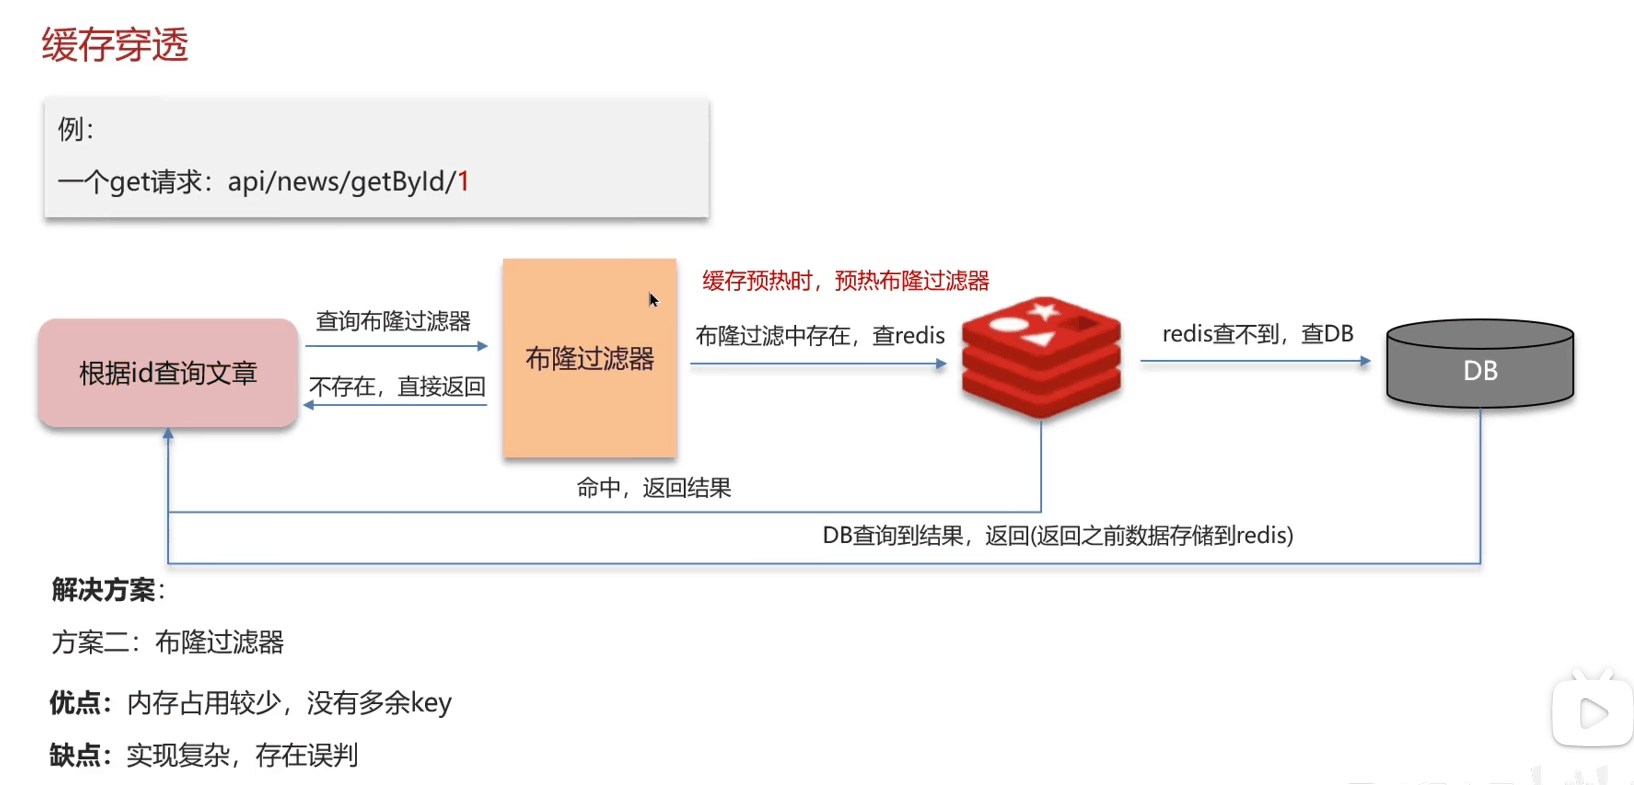 缓存穿透
例：
一个get请求：api/news/getById/1
缓存预热时，预热布隆过滤器
查询布隆过滤器
布隆过滤中存在，查redis
redis查不到，查DB
根据id查询文章
布隆过滤器
DB
不存在，直接返回
命中，返回结果
DB查询到结果，返回(返回之前数据存储到redis)
解决方案：
方案二：布隆过滤器
优点：内存占用较少，没有多余key
缺点：实现复杂，存在误判